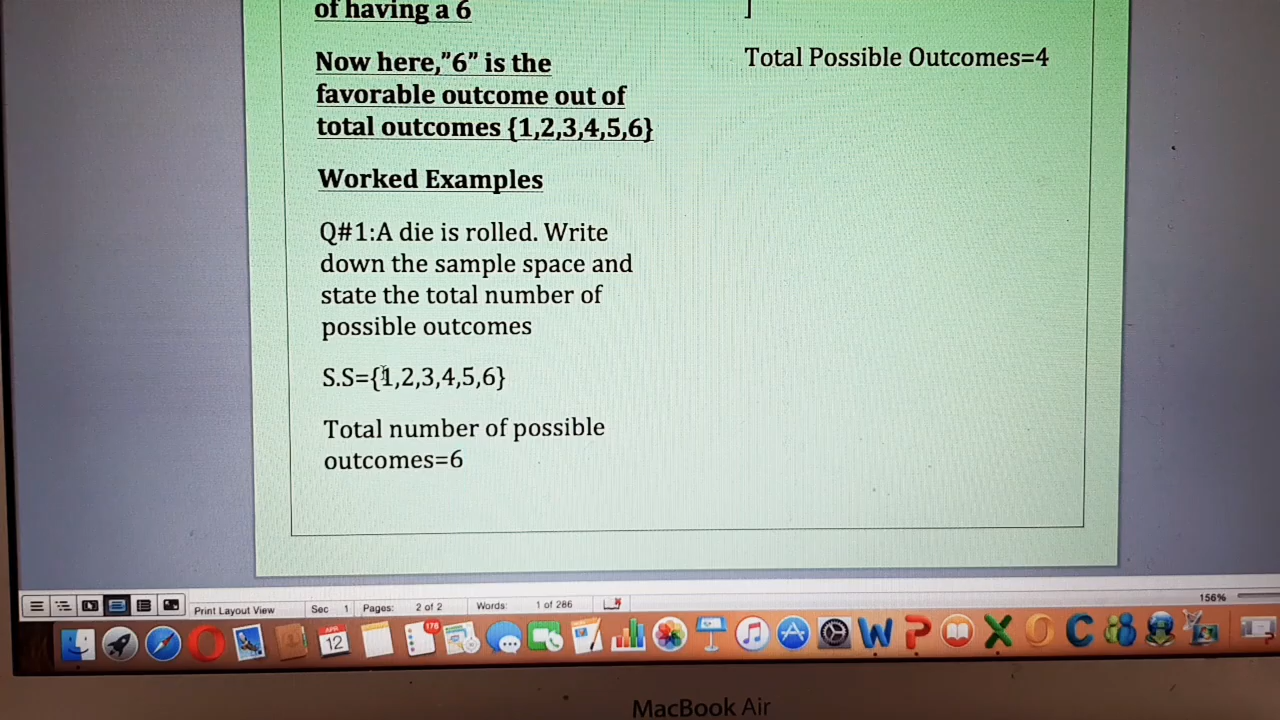 of having a 6
Now here,"6" is the
favorable outcome out of
total outcomes {1,2,3,4,5,6}
Worked Examples
Q#1:A die is rolled. Write
down the sample space and
state the total number of
possible outcomes
S.S={1,2,3,4,5,6}
Total number of possible
outcomes=6
]
Total Possible Outcomes=4
Print Layout View
Sec 1
Pages: 2 of 2
Words: 1 of 286
156%
APR
12
178
MacBook Air